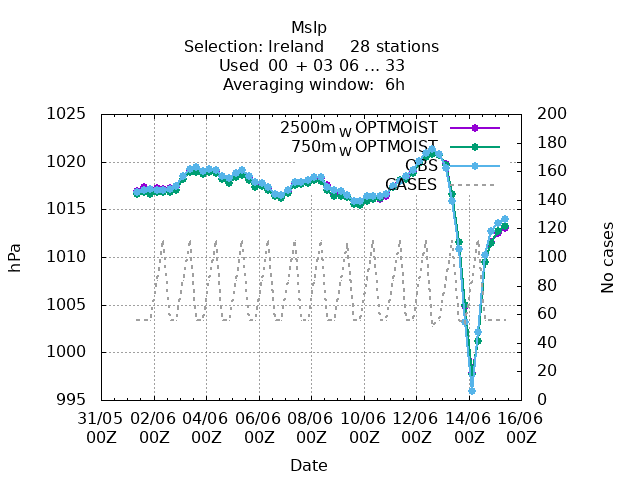 Mslp
Selection: Ireland 28 stations
Used 00 + 03 06 ... 33
Averaging window: 6h
2500m W OPTMOIST
750m W OPTMOIST
OBS
CASES
1025
1020
1015
1010
1005
1000
995
hPa
200
180
160
140
120
100
80
60
40
20
0
No cases
31/05 02/06 04/06 06/06 08/06 10/06 12/06 14/06 16/06
00Z 00Z 00Z 00Z 00Z 00Z 00Z 00Z 00Z
Date